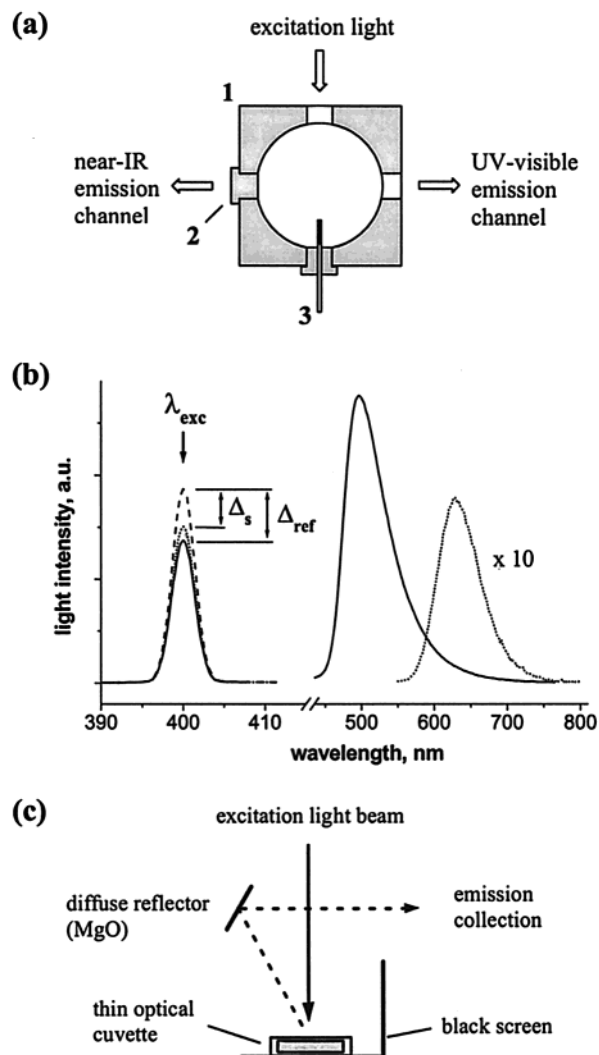 (a)
excitation light
1
near-IR
emission
channel
UV-visible
emission
channel
2
3
(b)
λexc
Δs
Δref
x 10
light intensity, a.u.
390 400 410 500 600 700 800
wavelength, nm
(c)
excitation light beam
diffuse reflector
(MgO)
emission
collection
thin optical
cuvette
black screen